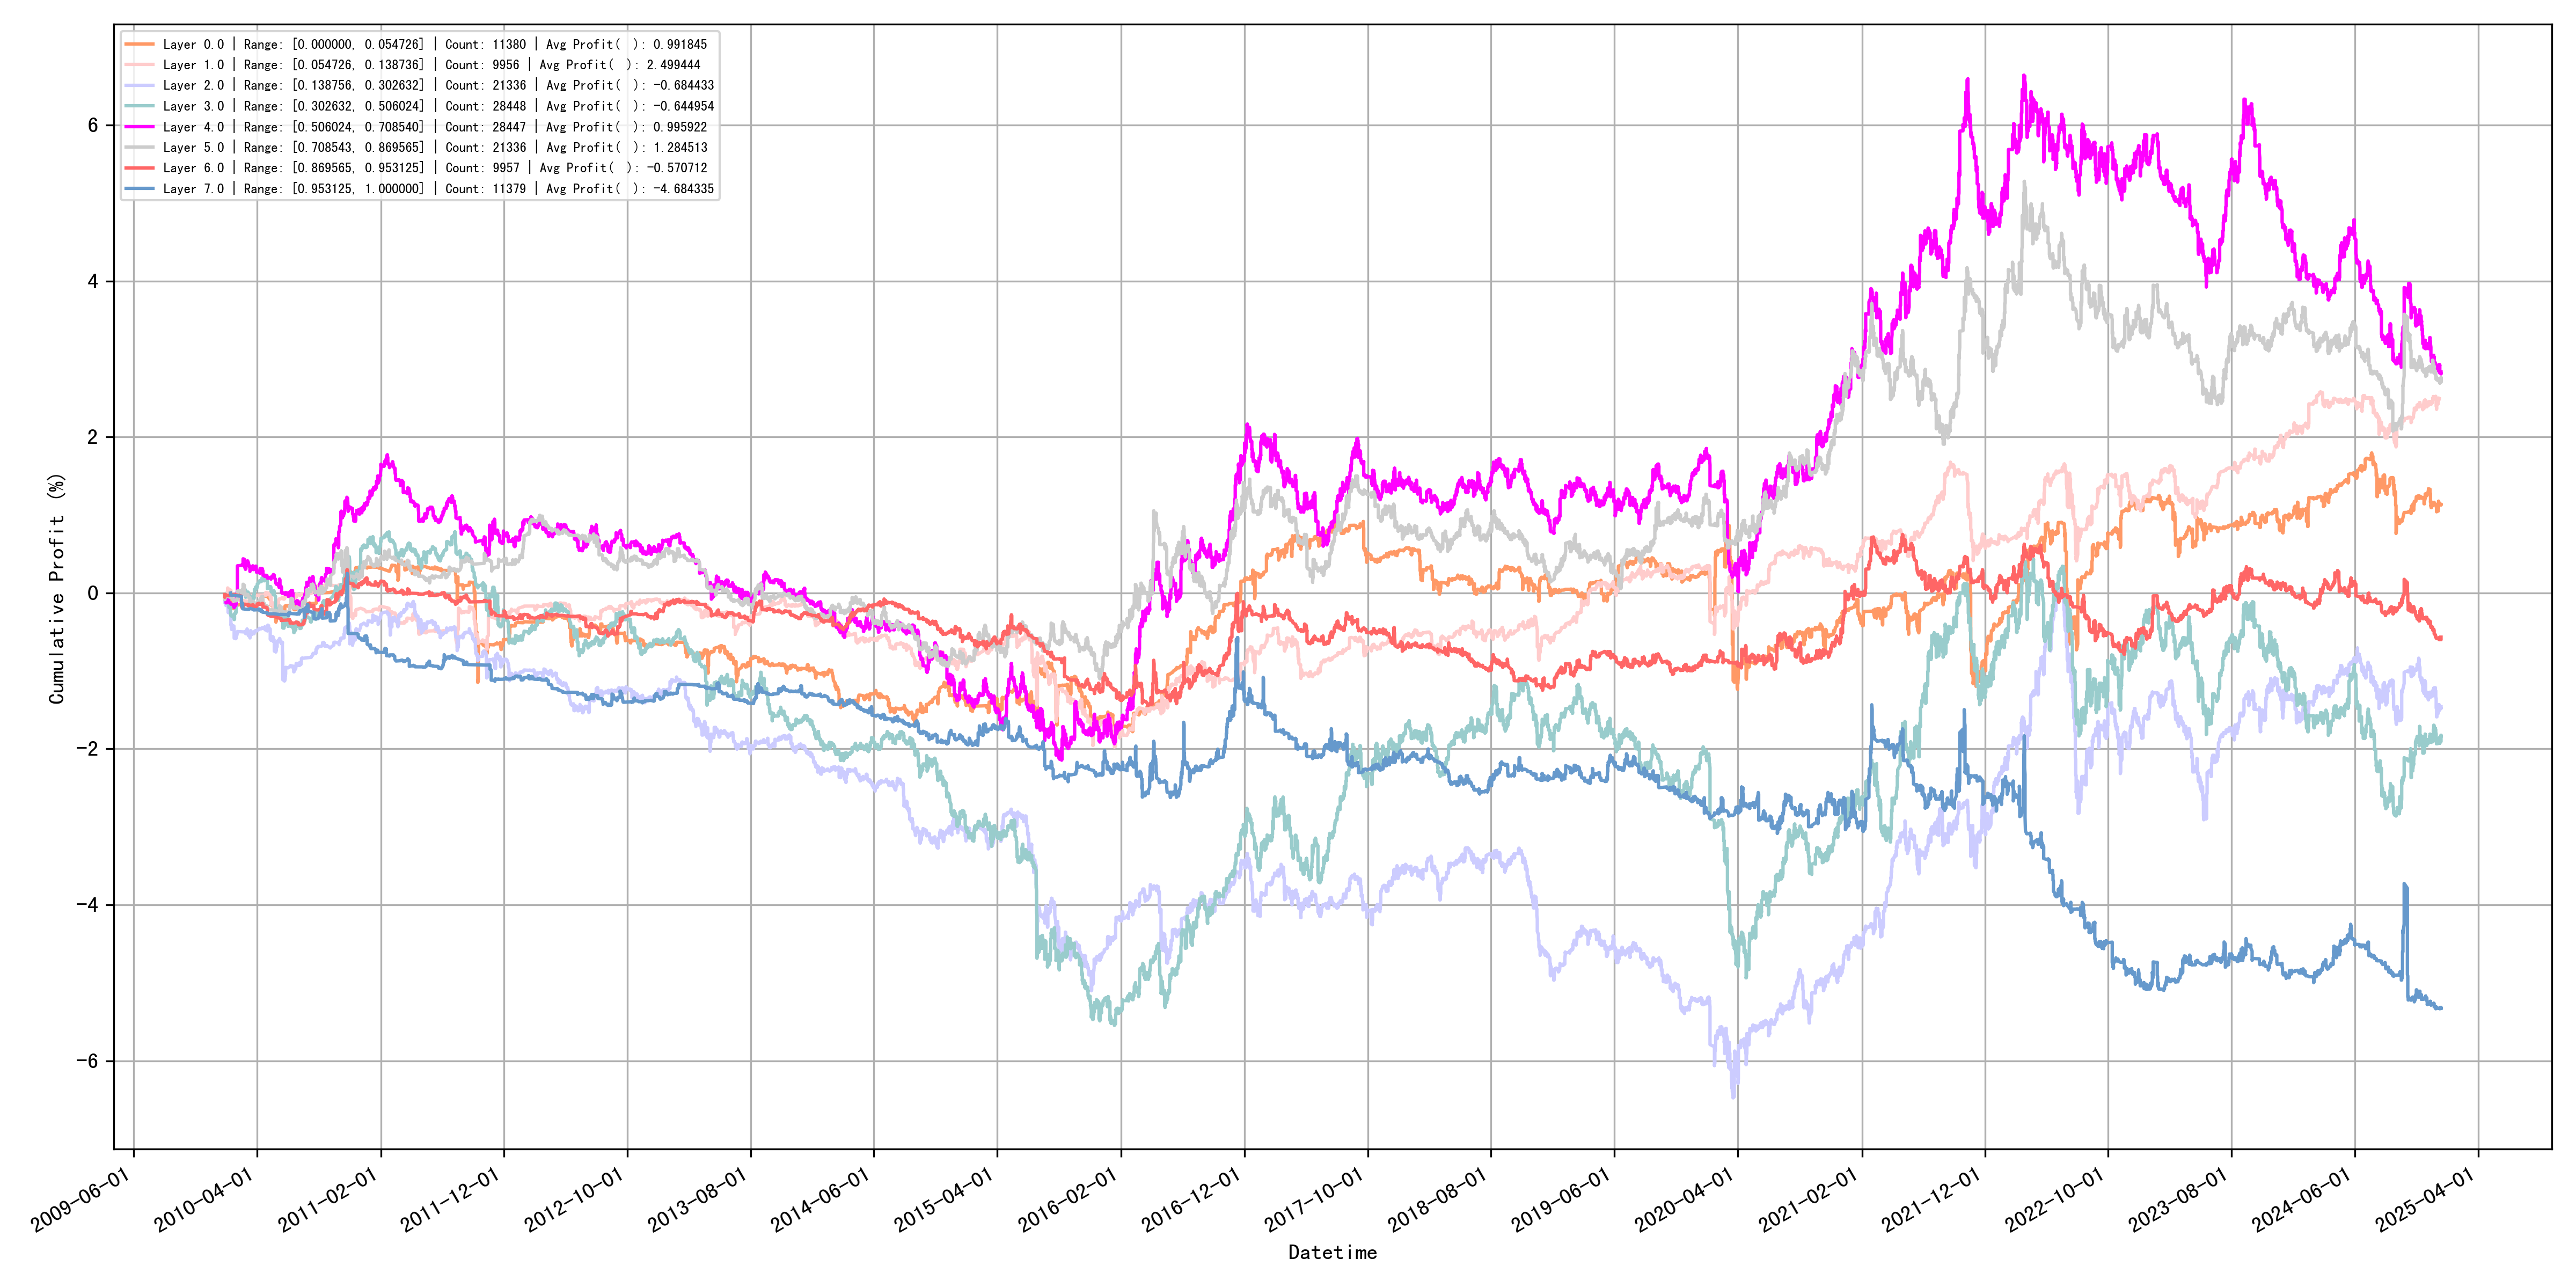 Layer 0.0 | Range: [0.000000, 0.054726] | Count: 11380 | Avg Profit( ): 0.991845
Layer 1.0 | Range: [0.054726, 0.138736] | Count: 9956 | Avg Profit( ): 2.499444
Layer 2.0 | Range: [0.138756, 0.302632] | Count: 21336 | Avg Profit( ): -0.684433
Layer 3.0 | Range: [0.302632, 0.506024] | Count: 28448 | Avg Profit( ): -0.644954
Layer 4.0 | Range: [0.506024, 0.708540] | Count: 28447 | Avg Profit( ): 0.995922
Layer 5.0 | Range: [0.708543, 0.869565] | Count: 21336 | Avg Profit( ): 1.284513
Layer 6.0 | Range: [0.869565, 0.953125] | Count: 9957 | Avg Profit( ): -0.570712
Layer 7.0 | Range: [0.953125, 1.000000] | Count: 11379 | Avg Profit( ): -4.684335
6
4
2
0
-2
-4
-6
Cumulative Profit (%)
2009-06-01
2010-04-01
2011-02-01
2011-12-01
2012-10-01
2013-08-01
2014-06-01
2015-04-01
2016-02-01
2016-12-01
2017-10-01
2018-08-01
2019-06-01
2020-04-01
2021-02-01
2021-12-01
2022-10-01
2023-08-01
2024-06-01
2025-04-01
Datetime